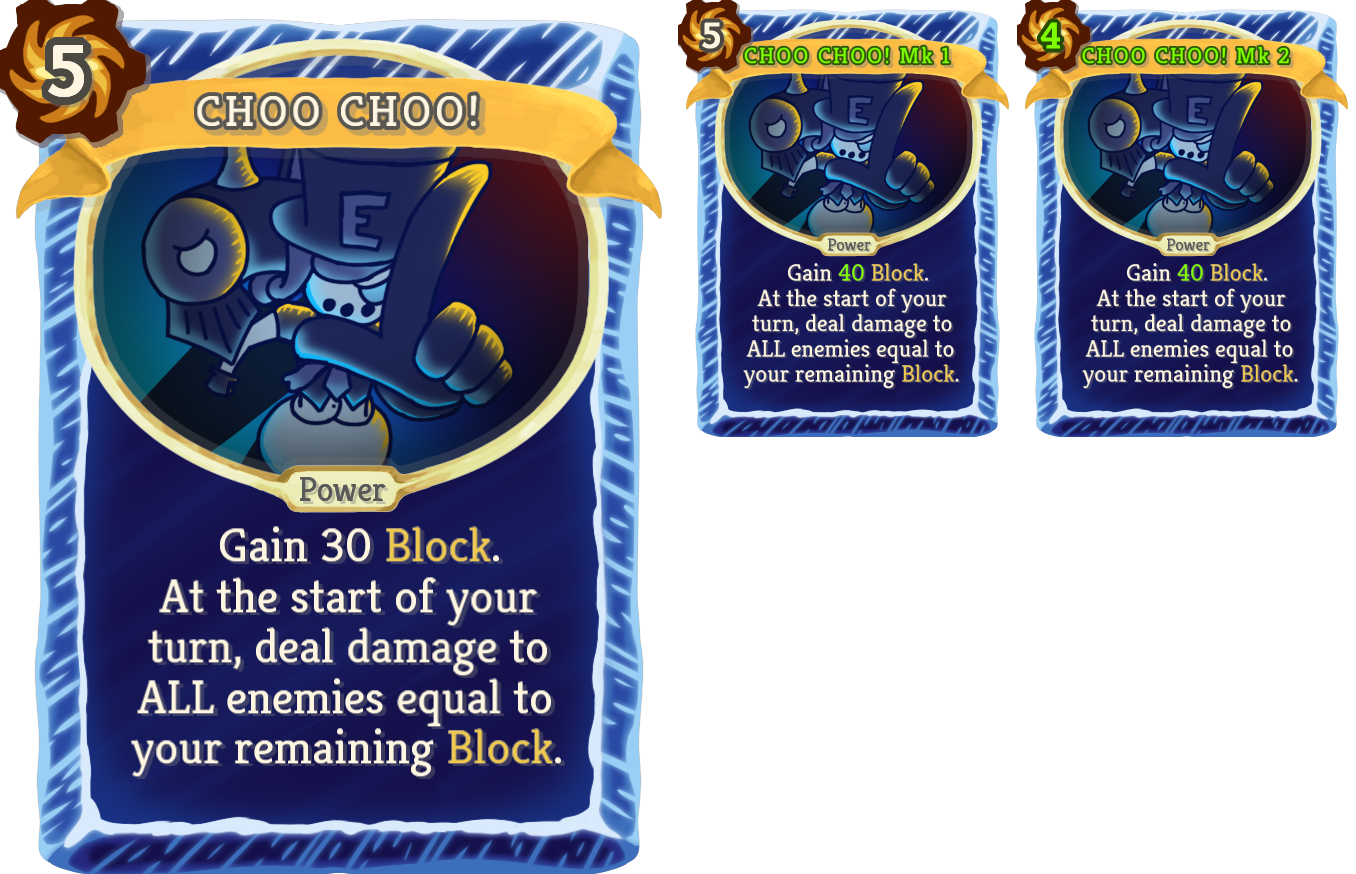 5
CHOO CHOO!
E
Power
Gain 30 Block.
At the start of your
turn, deal damage to
ALL enemies equal to
your remaining Block.
5
CHOO CHOO! Mk 1
E
Power
Gain 40 Block.
At the start of your
turn, deal damage to
ALL enemies equal to
your remaining Block.
4
CHOO CHOO! Mk 2
E
Power
Gain 40 Block.
At the start of your
turn, deal damage to
ALL enemies equal to
your remaining Block.